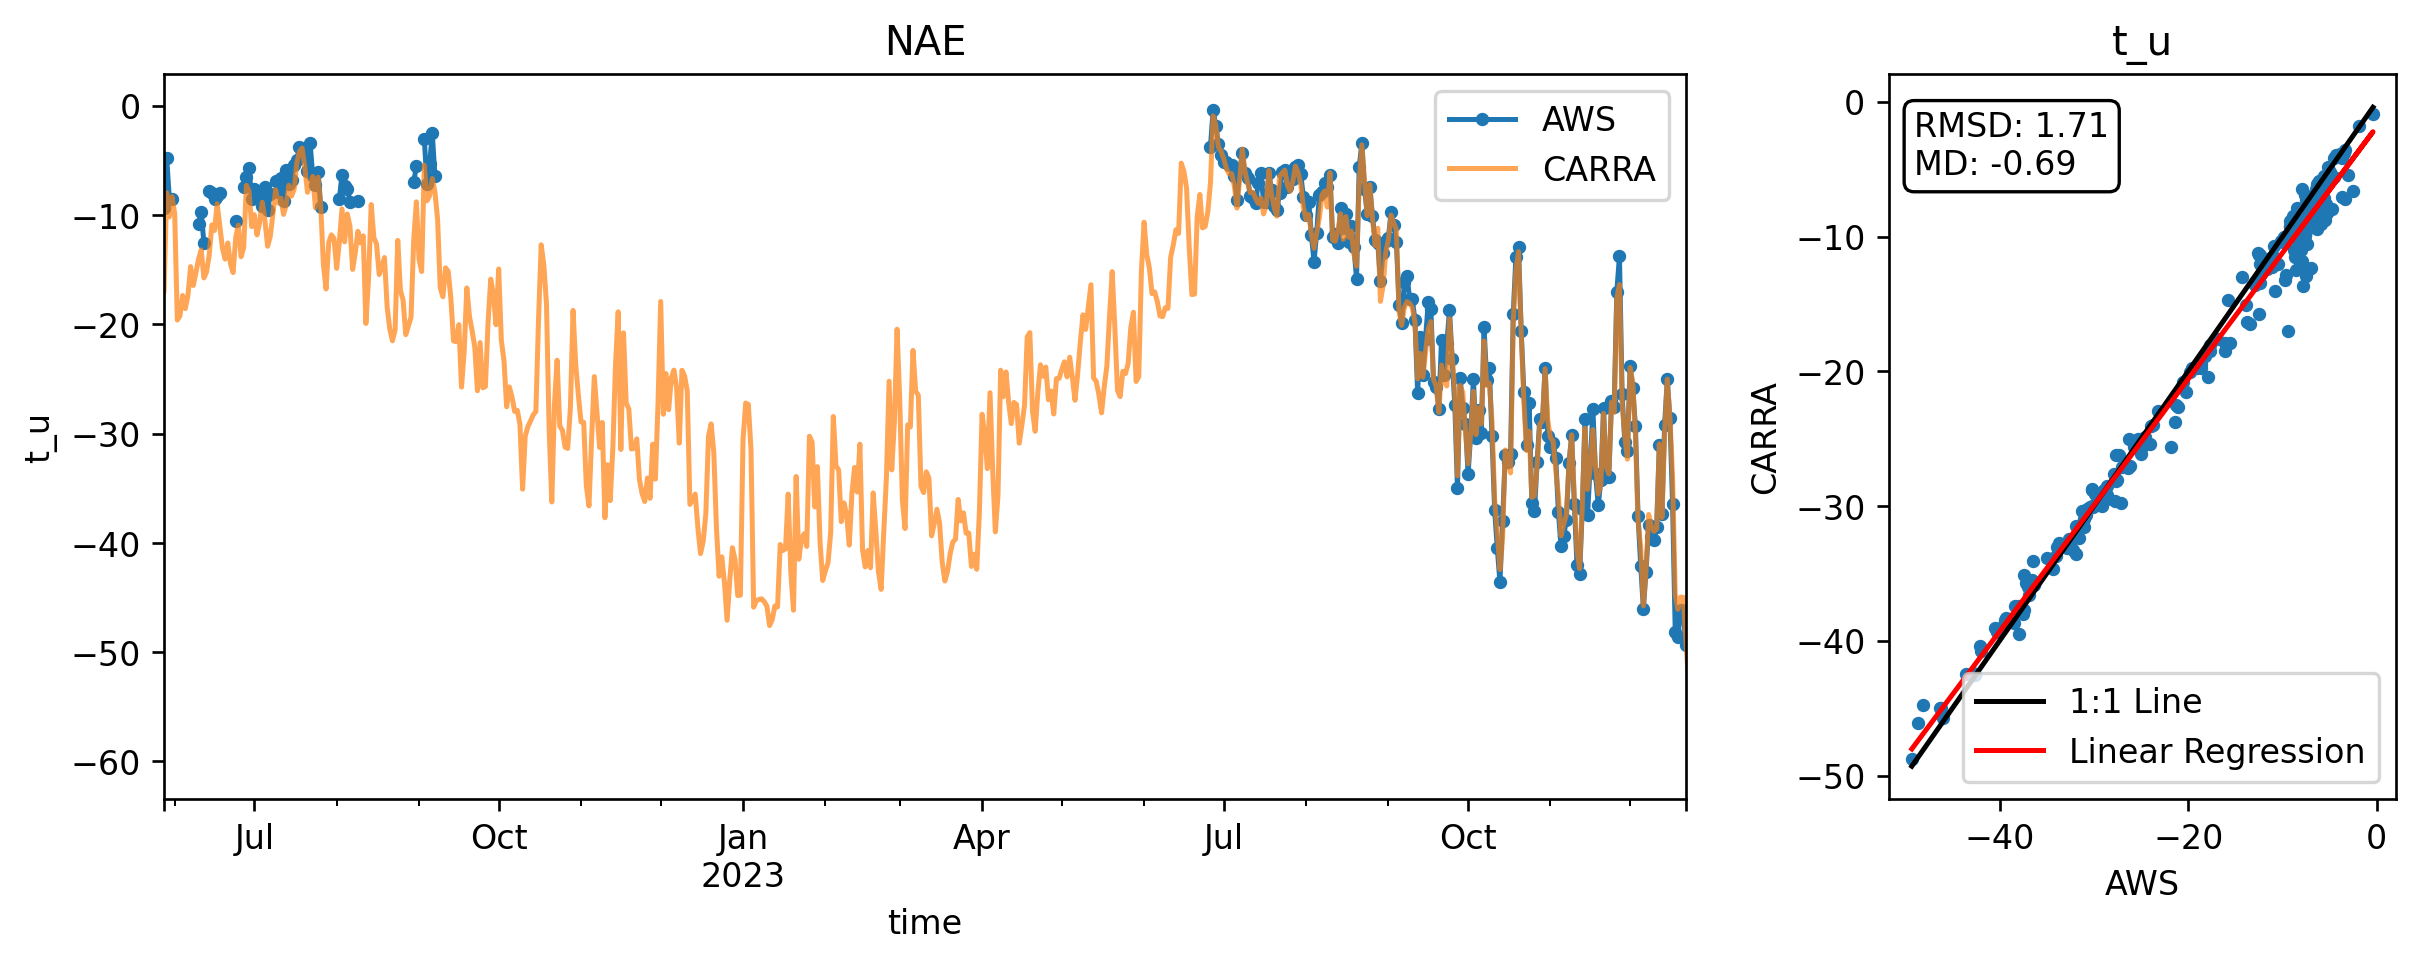 NAE
t_u
0
−10
−20
−30
−40
−50
−60
AWS
CARRA
Jul
Oct
Jan
2023
Apr
Jul
Oct
time
t_u
CARRA
0
−10
−20
−30
−40
−50
RMSD: 1.71
MD: -0.69
1:1 Line
Linear Regression
−40
−20
0
AWS